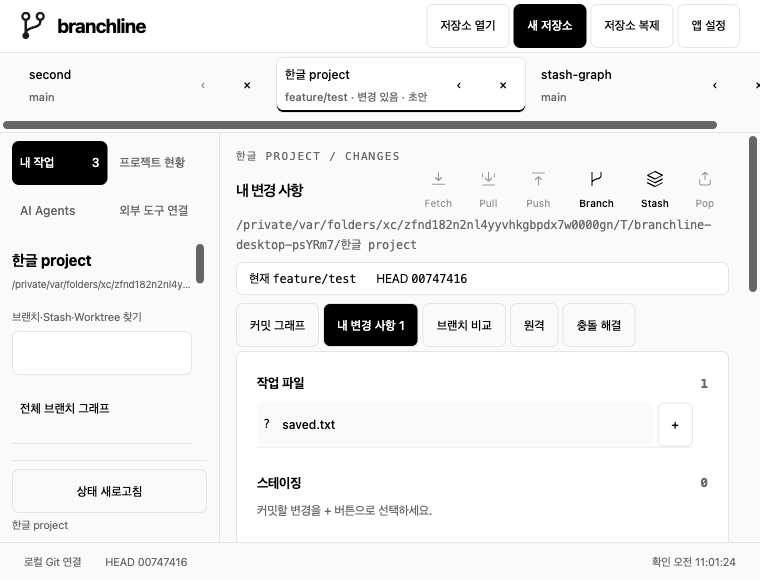 branchline
저장소 열기
새 저장소
저장소 복제
앱 설정
second
main
‹
×
한글 project
feature/test · 변경 있음 · 초안
‹
×
stash-graph
main
‹
×
내 작업 3
프로젝트 현황
AI Agents
외부 도구 연결
한글 project
/private/var/folders/xc/zfnd182n2nl4y...
브랜치·Stash·Worktree 찾기
전체 브랜치 그래프
상태 새로고침
한글 project
한글 PROJECT / CHANGES
내 변경 사항
Fetch
Pull
Push
Branch
Stash
Pop
/private/var/folders/xc/zfnd182n2nl4yyvhkgbpdx7w0000gn/T/branchline-
desktop-psYRm7/한글 project
현재 feature/test HEAD 00747416
커밋 그래프
내 변경 사항 1
브랜치 비교
원격
충돌 해결
작업 파일 1
? saved.txt +
스테이징 0
커밋할 변경을 + 버튼으로 선택하세요.
로컬 Git 연결 HEAD 00747416 확인 오전 11:01:24